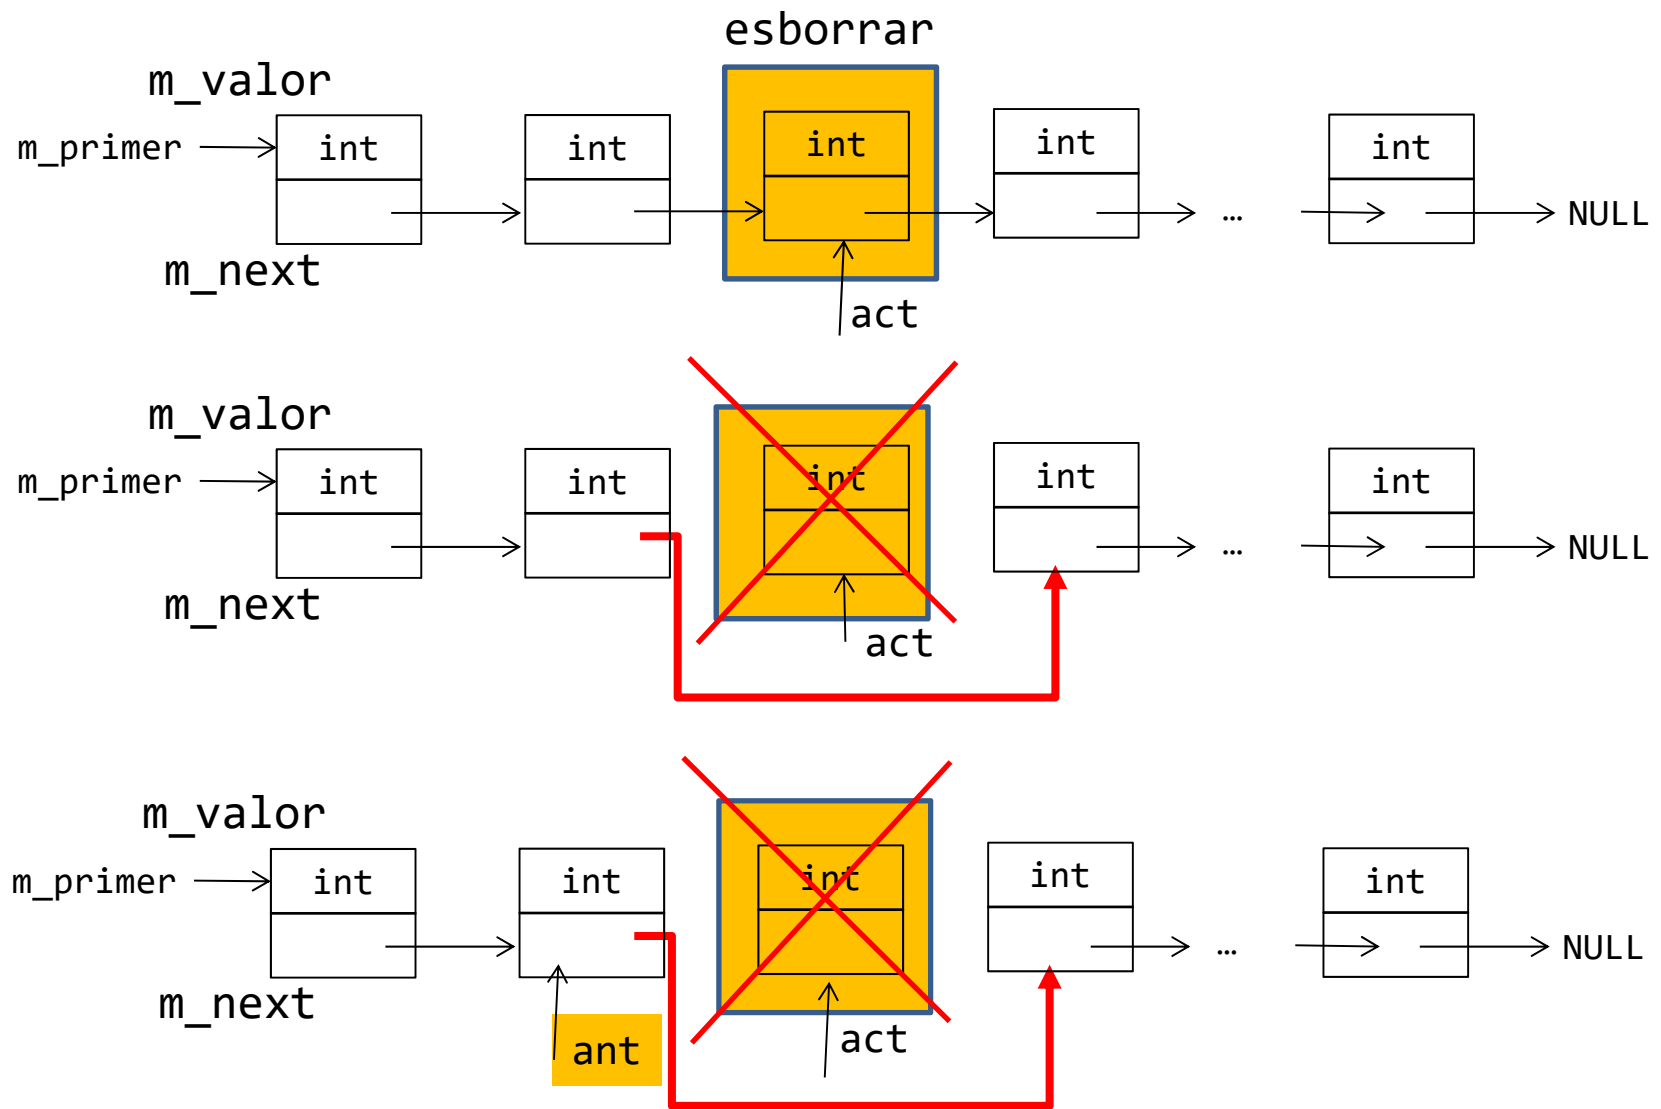 esborrar
m_valor
m_primer int int int int int
… NULL
m_next
act
m_valor
m_primer int int int int int
… NULL
m_next
act
m_valor
m_primer int int int int int
… NULL
m_next
ant
act